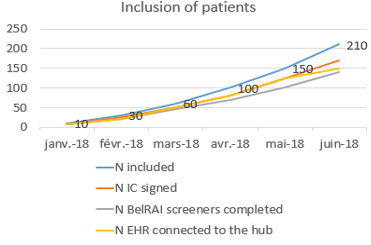 Inclusion of patients
250
200
150
100
50
0
10
30
60
100
150
210
janv.-18 févr.-18 mars-18 avr.-18 mai-18 juin-18
N included
N IC signed
N BelRAI screeners completed
N EHR connected to the hub